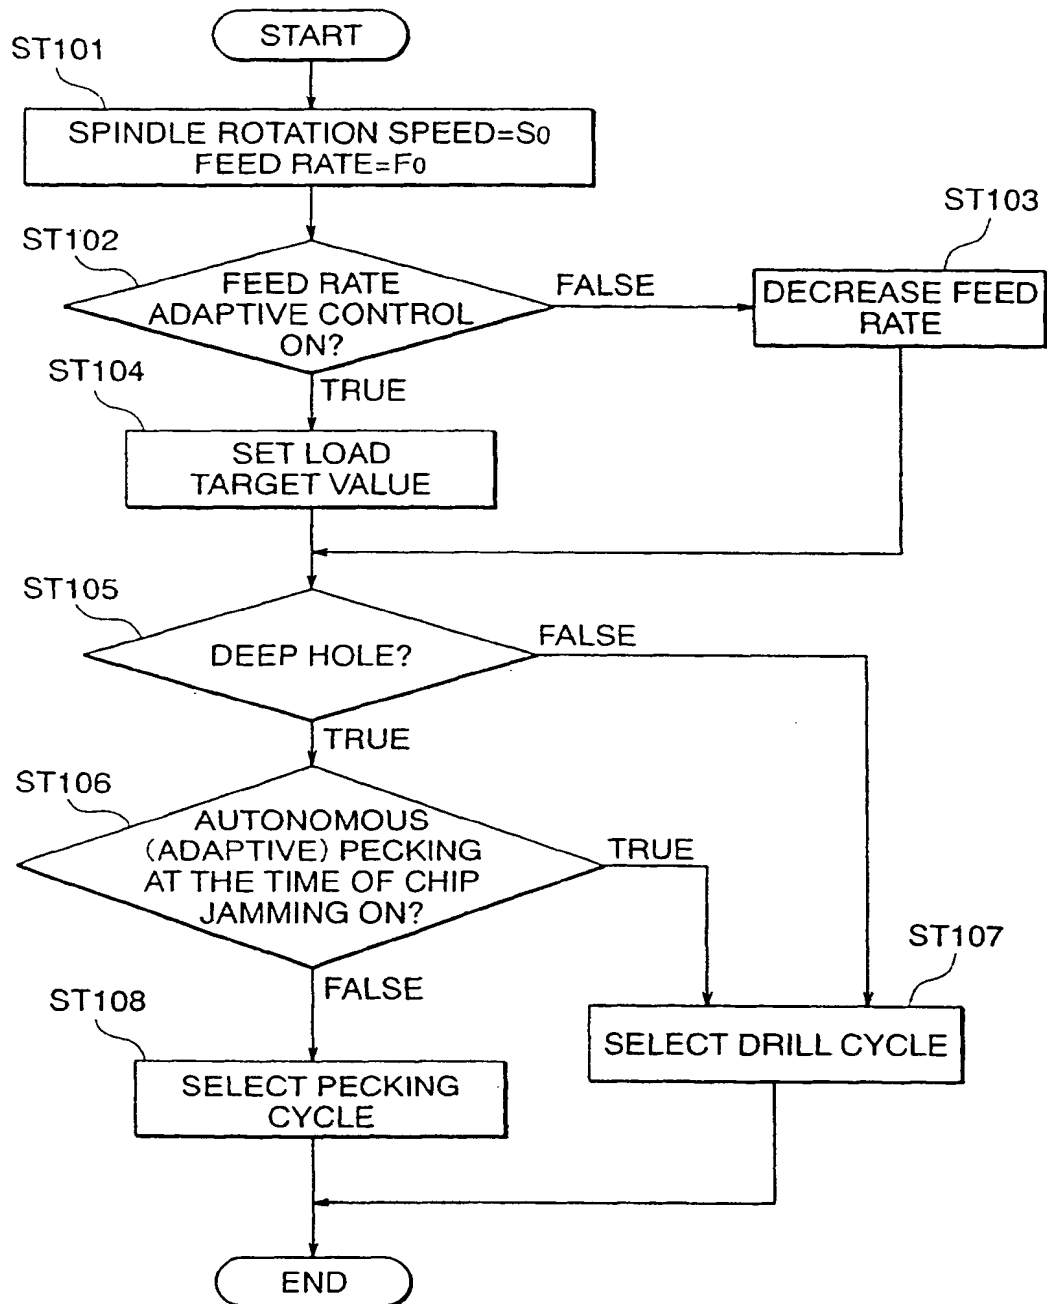 START
ST101
SPINDLE ROTATION SPEED=S0
FEED RATE=F0
ST102
FEED RATE
ADAPTIVE CONTROL
ON?
FALSE
ST103
DECREASE FEED
RATE
TRUE
ST104
SET LOAD
TARGET VALUE
ST105
DEEP HOLE?
FALSE
TRUE
ST106
AUTONOMOUS
(ADAPTIVE) PECKING
AT THE TIME OF CHIP
JAMMING ON?
TRUE
FALSE
ST107
SELECT DRILL CYCLE
ST108
SELECT PECKING
CYCLE
END